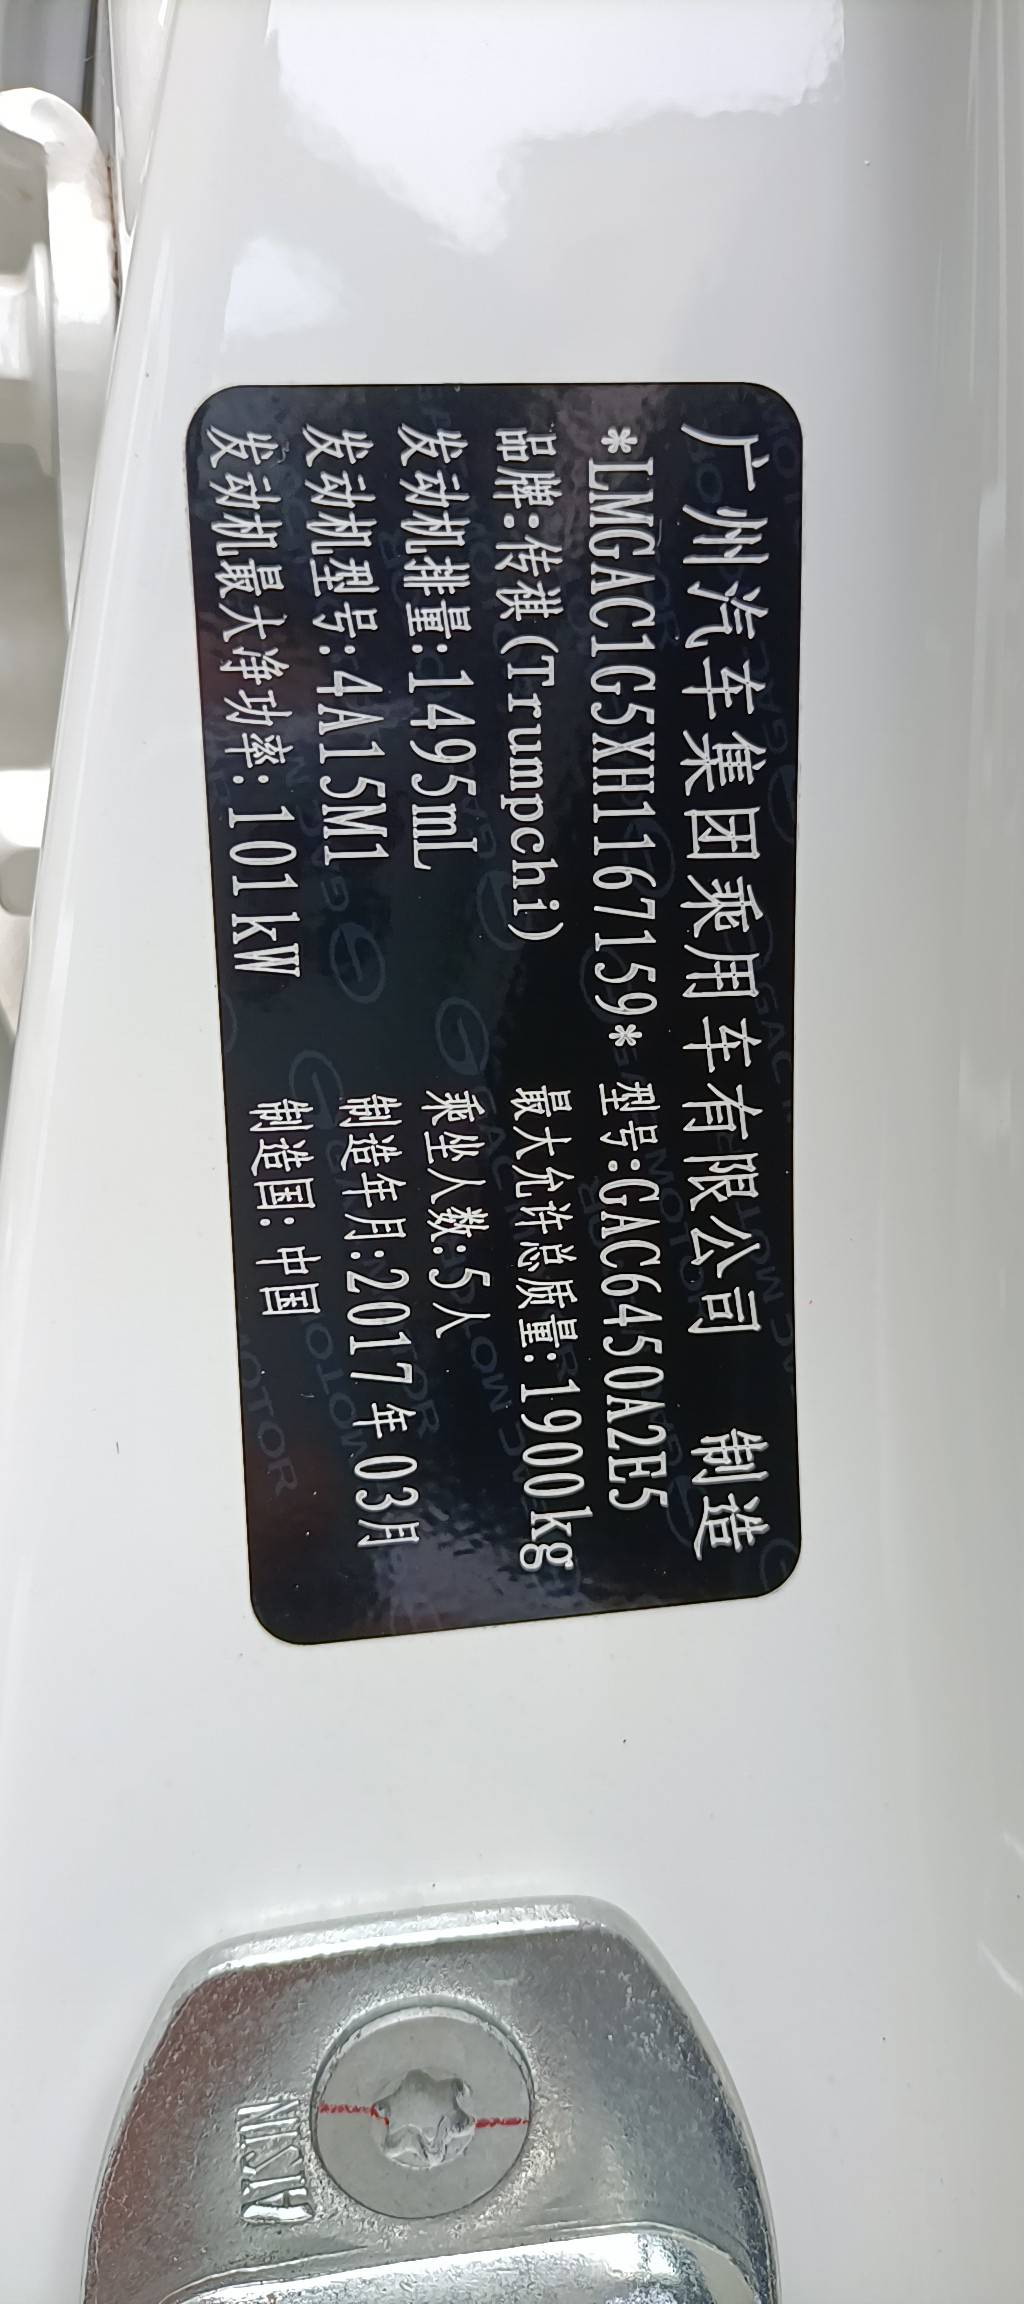 广州汽车集团乘用车有限公司 制造
*LMGAC1G5XH1167159* 型号:GAC6450A2E5
品牌:传祺(Trumpchi) 最大允许总质量:1900kg
发动机排量:1495mL 乘坐人数:5人
发动机型号:4A15M1 制造年月:2017年03月
发动机最大净功率:101kW 制造国:中国
AISIN